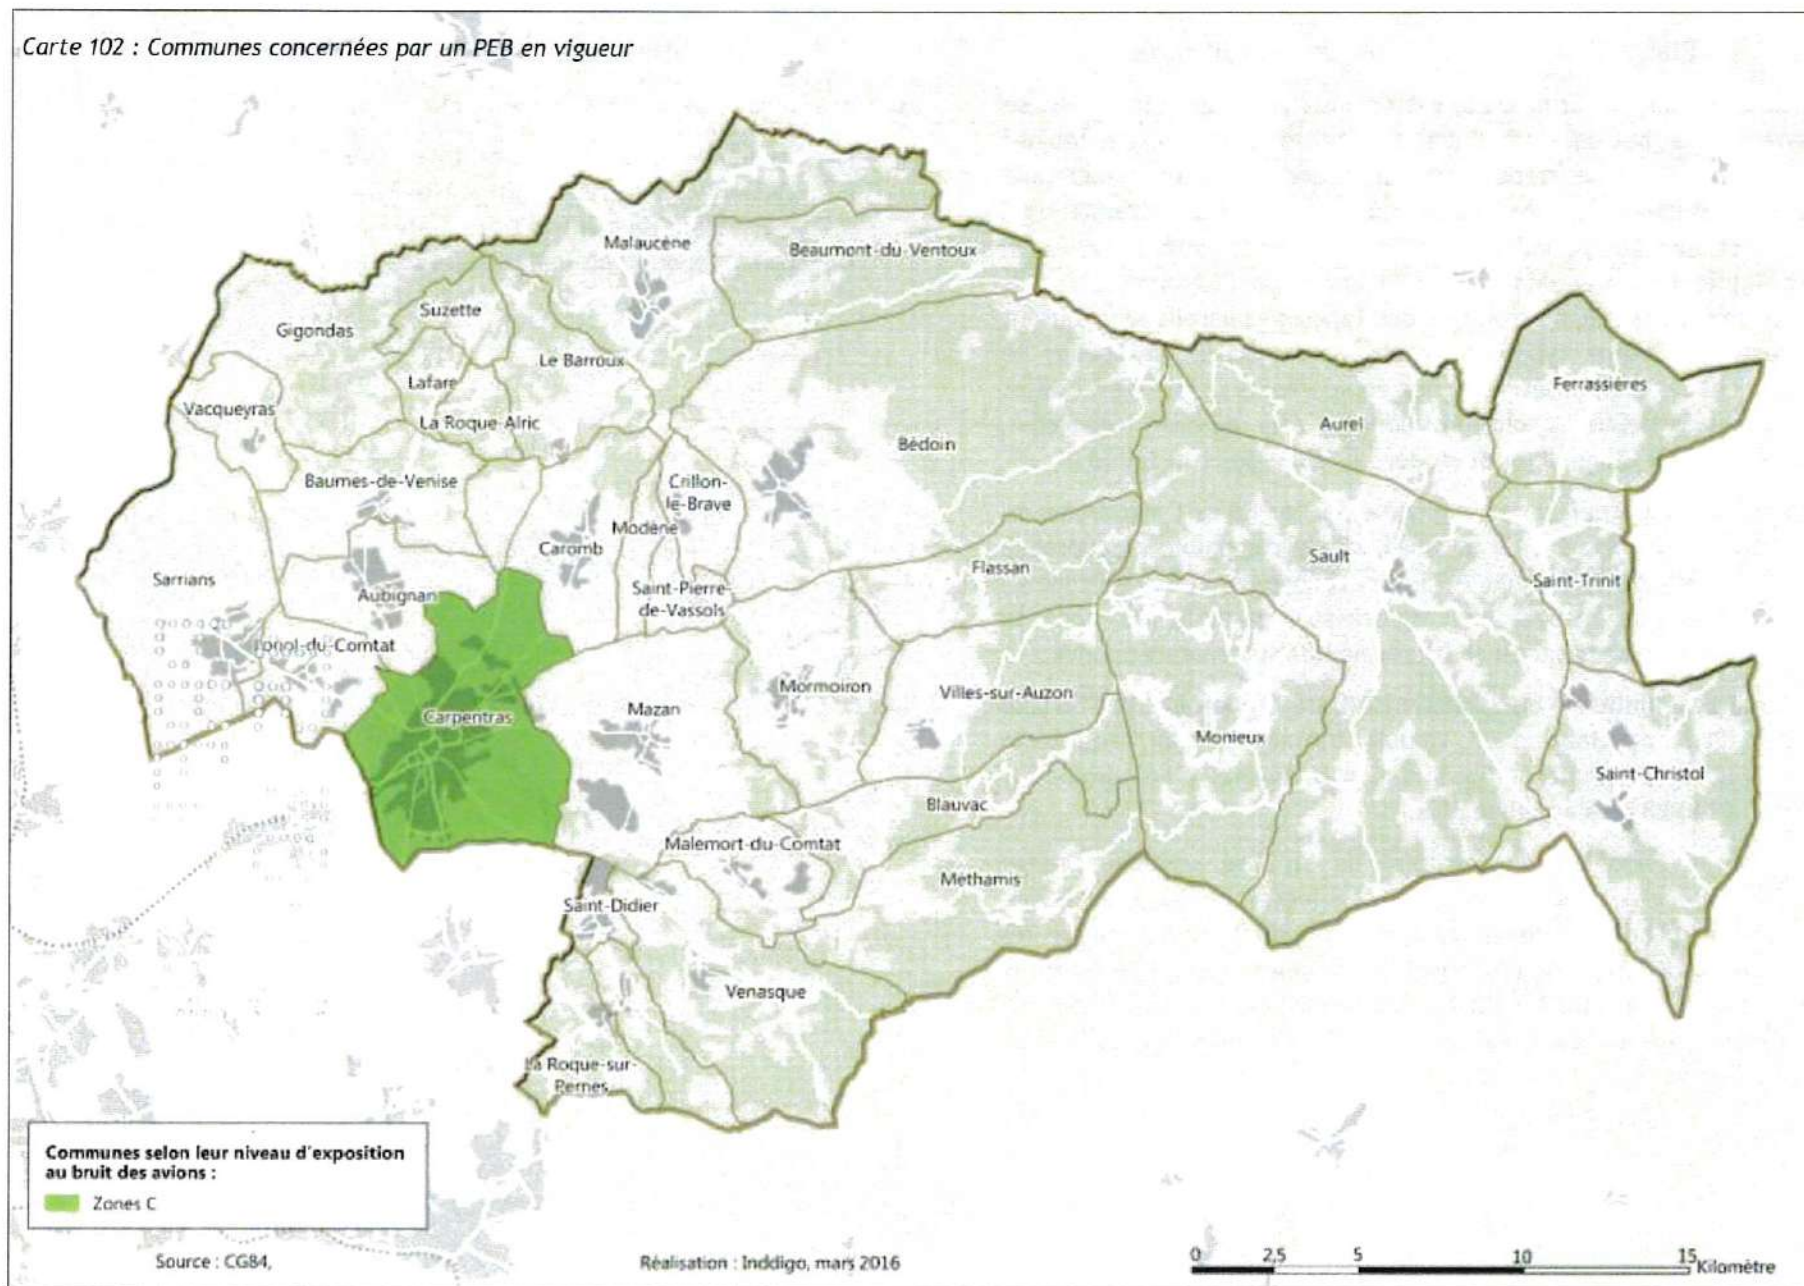 Carte 102 : Communes concernées par un PEB en vigueur
Malaucène
Beaumont-du-Ventoux
Suzette
Gigondas
Le Barroux
Lafare
Ferrassières
Vacqueyras
La Roque-Alric
Aurel
Bédoin
Baumes-de-Venise
Crillon-
le-Brave
Modène
Caromb
Sault
Flassan
Sarrians
Saint-Trinit
Aubignan
Saint-Pierre-
de-Vassols
-du-Comtat
Mormoiron
Villes-sur-Auzon
Mazan
Carpentras
Monieux
Saint-Christol
Blauvac
Malemort-du-Comtat
Méthamis
Saint-Didier
Venasque
La Roque-sur-
Pernes
Communes selon leur niveau d'exposition
au bruit des avions :
Zones C
Source : CG84,
Réalisation : Inddigo, mars 2016
0 2,5 5 10 15
Kilomètre